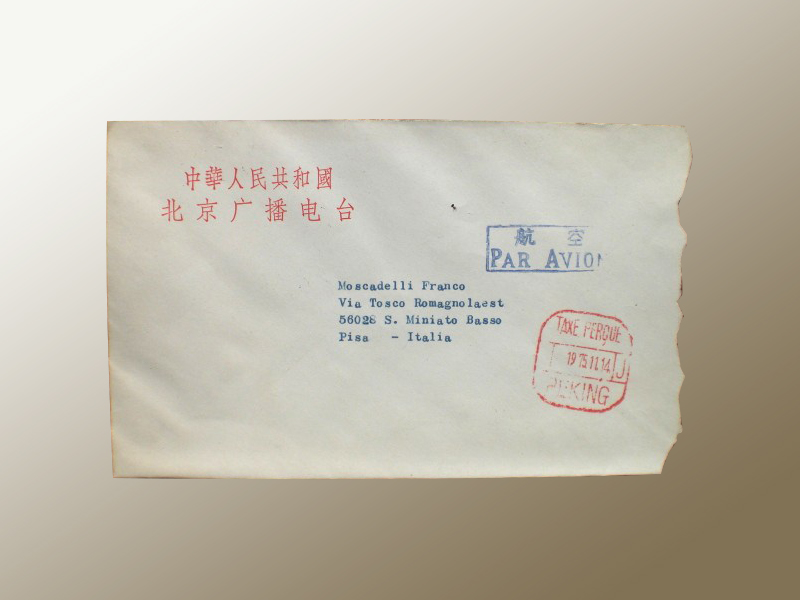 中華人民共和國
北京广播电台
航 空
PAR AVION
Moscadelli Franco
Via Tosco Romagnolaest
56028 S. Miniato Basso
Pisa - Italia
TAXE PERÇUE
1975.11.14 J
PEKING